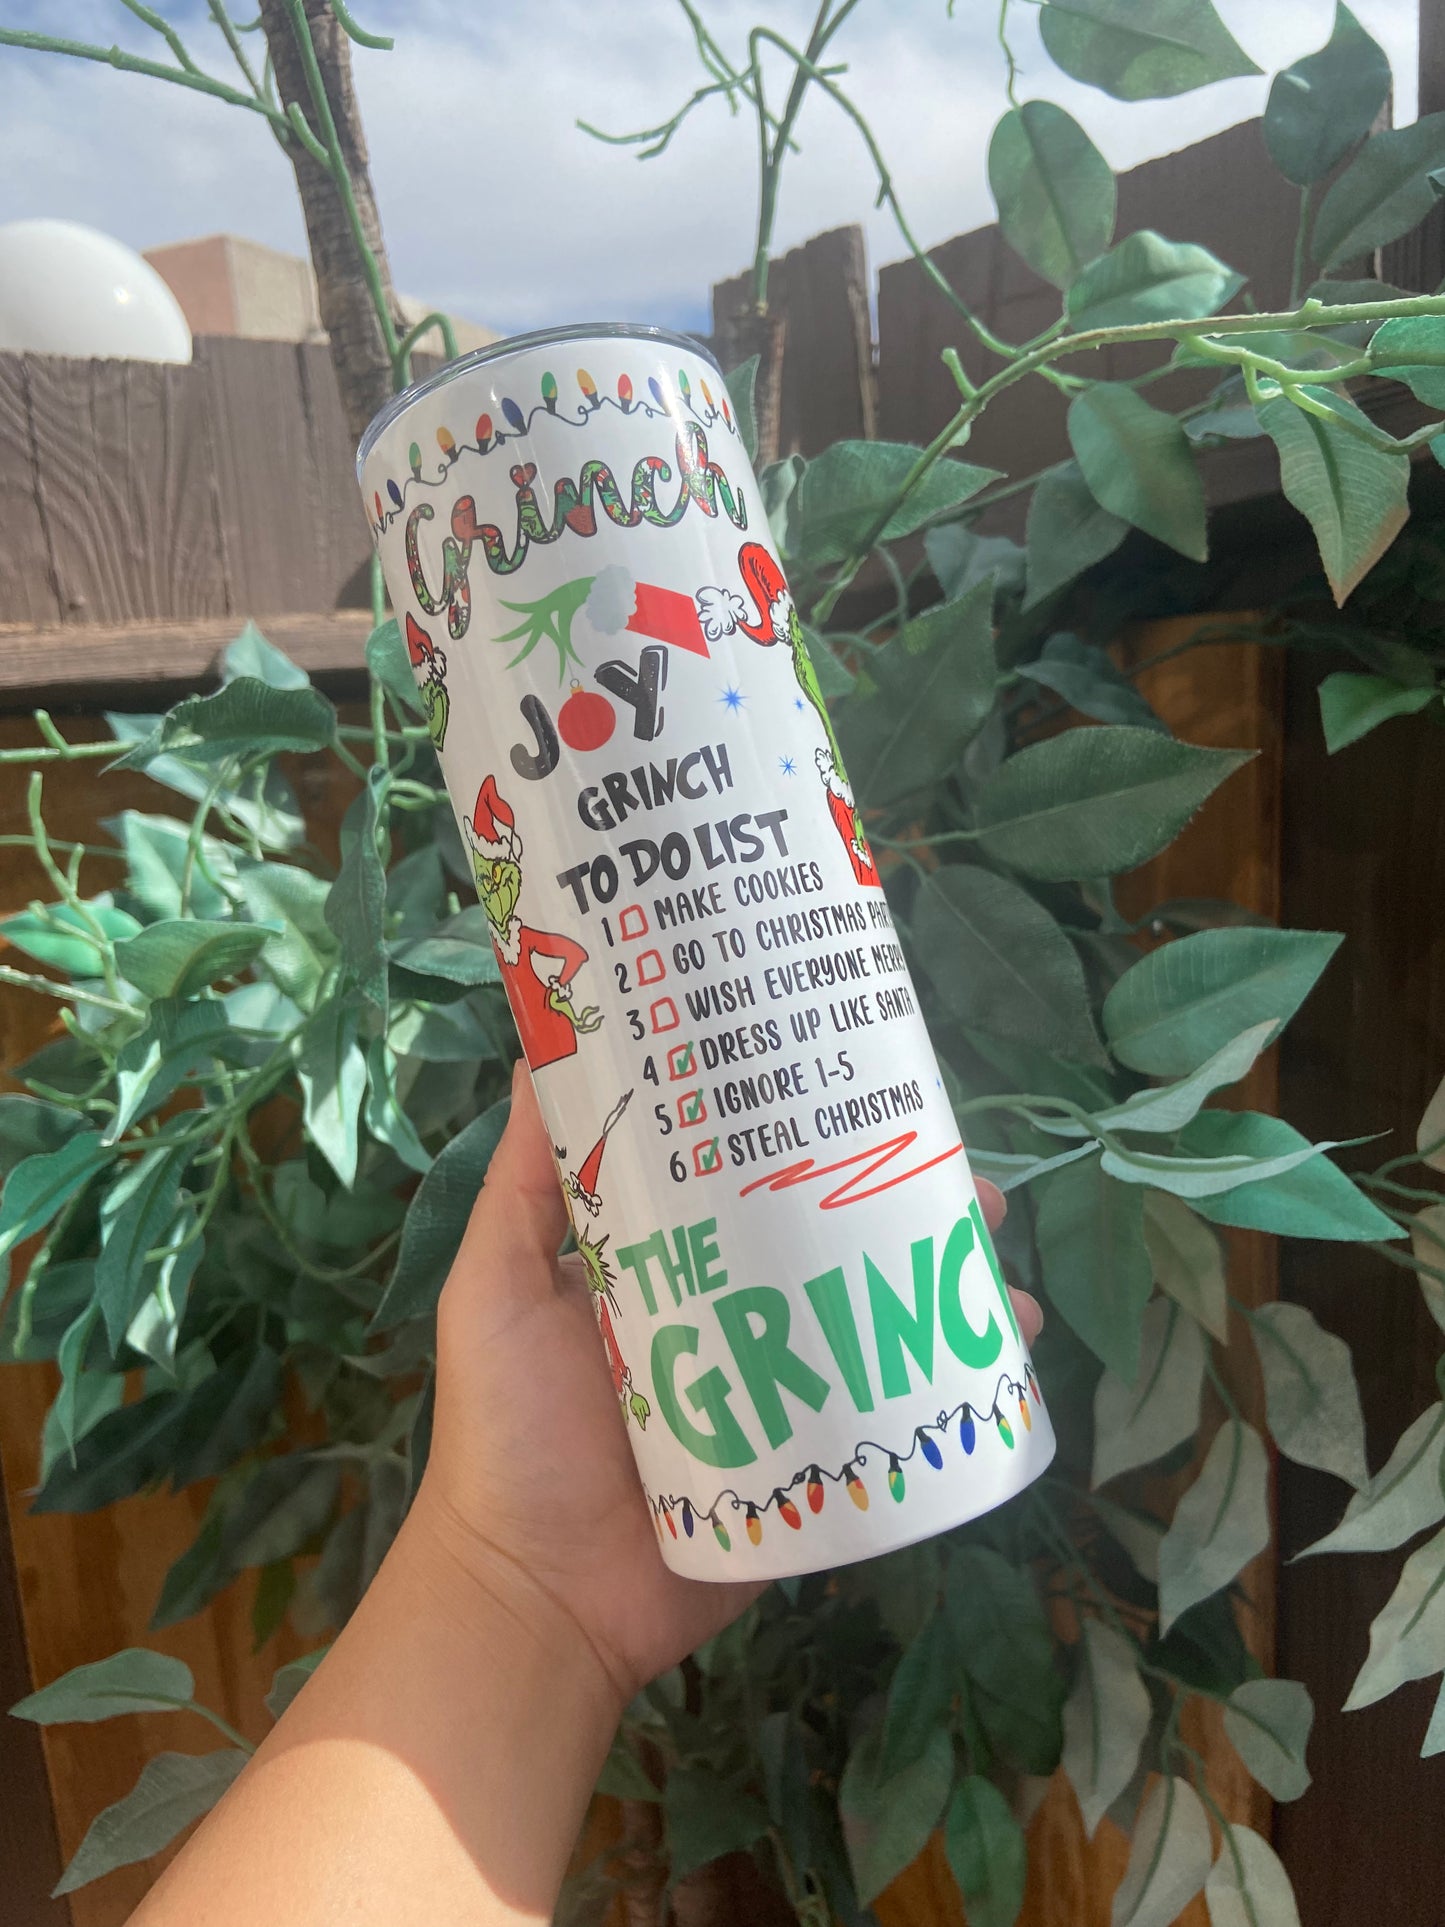 Grinch
JOY
GRINCH
TO DO LIST
1 MAKE COOKIES
2 GO TO CHRISTMAS
3 WISH EVERYONE
4 DRESS UP LIKE SANTA
5 IGNORE 1-5
6 STEAL CHRISTMAS
THE
GRINCH